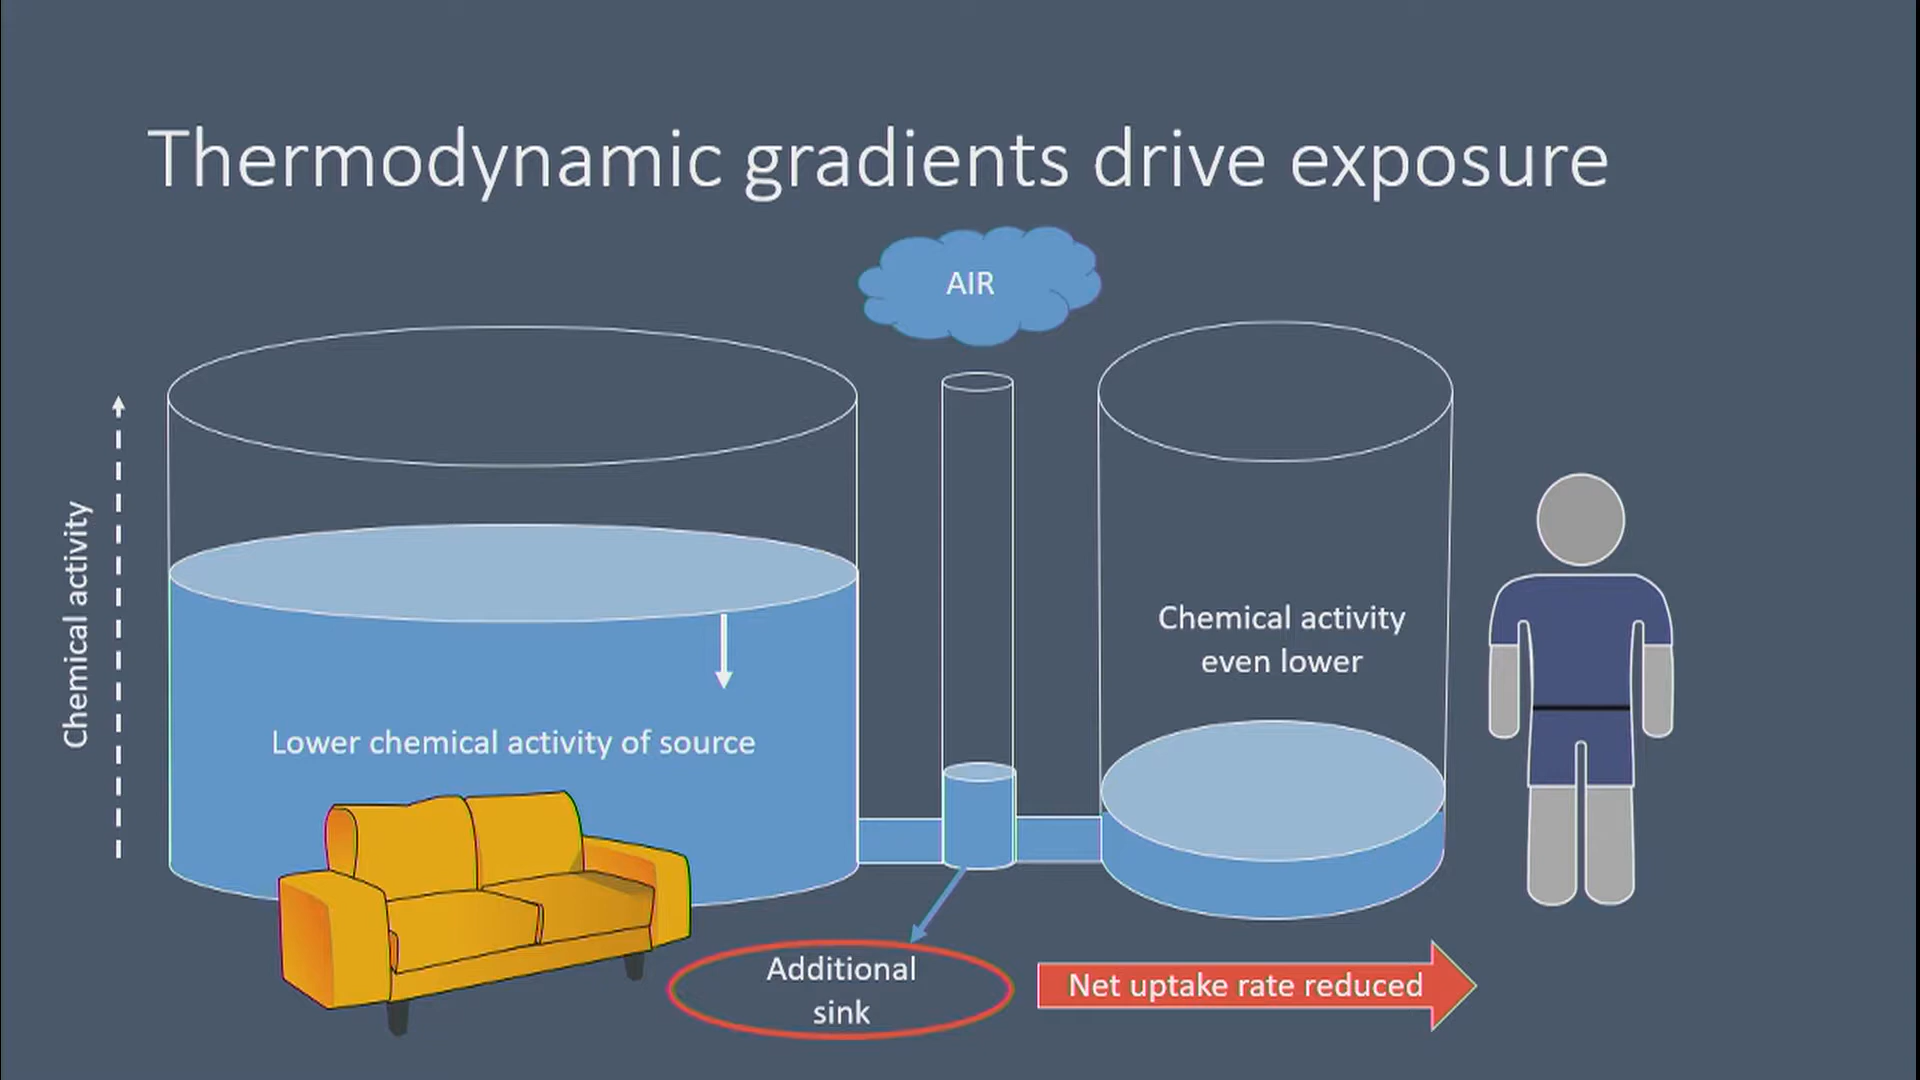 Thermodynamic gradients drive exposure
AIR
Chemical activity
Chemical activity
even lower
Lower chemical activity of source
Additional
sink
Net uptake rate reduced